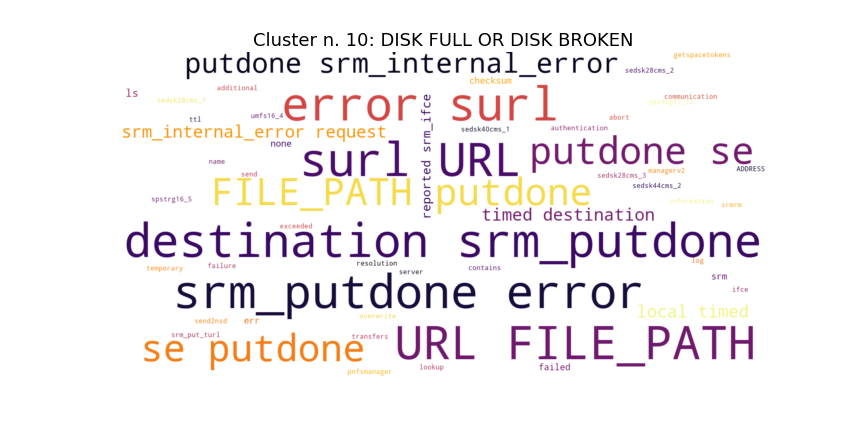 Cluster n. 10: DISK FULL OR DISK BROKEN
getspacetokens
putdone srm_internal_error
sedsk28cms_2
checksum
additional
ls
communication
sedsk28cms_1
error surl
umfs16_4
ttl
abort
srm_internal_error request
sedsk40cms_1
authentication
reported srm_ifce
none
surl URL
putdone se
name
managerv2
ADDRESS
send
sedsk28cms_3
sedsk44cms_2
FILE_PATH putdone
spstrg16_5
information
srmrm
timed destination
exceeded
destination srm_putdone
log
resolution
temporary
failure
contains
server
srm
srm_putdone error
ifce
local timed
overwrite
send2nsd
err
srm_put_turl
transfers
URL FILE_PATH
se putdone
lookup
failed
pnfsmanager